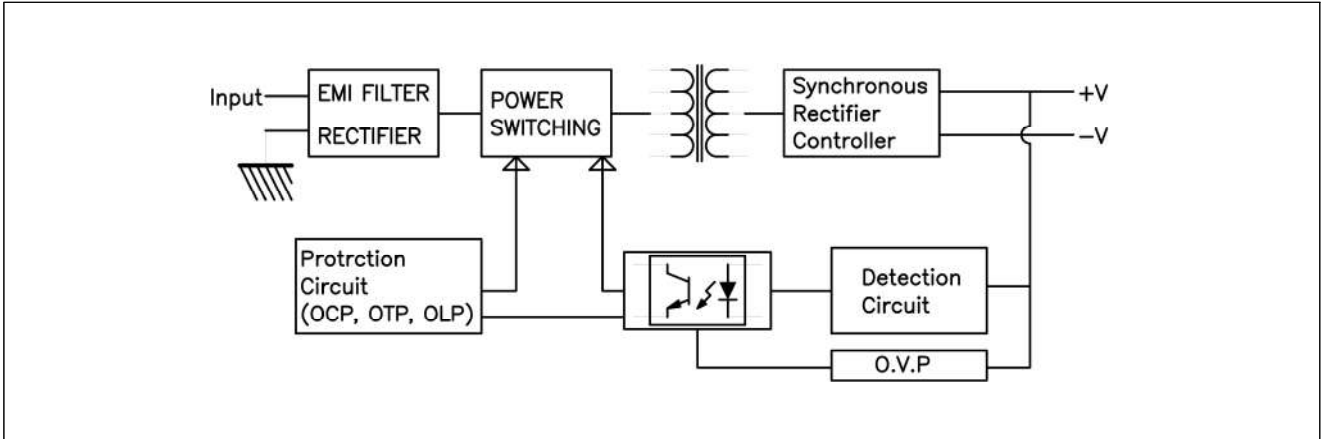 Input
EMI FILTER
RECTIFIER
POWER
SWITCHING
Synchronous
Rectifier
Controller
+V
-V
Protrction
Circuit
(OCP, OTP, OLP)
Detection
Circuit
O.V.P